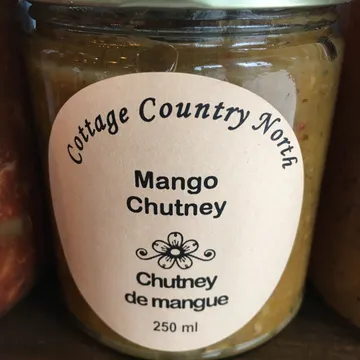 Cottage Country North
Mango
Chutney
Chutney
de mangue
250 ml